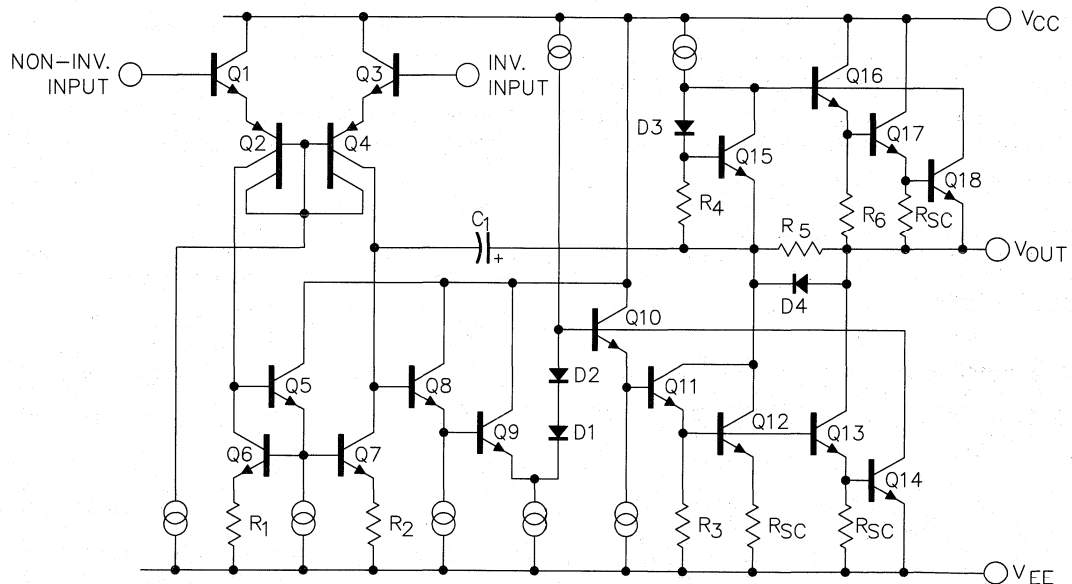 V_CC
NON–INV.
INPUT
Q1
Q3
INV.
INPUT
Q2
Q4
D3
Q15
Q16
Q17
Q18
R4
R6
RSC
C1
+
R5
VOUT
D4
Q10
D2
Q5
Q8
Q11
D1
Q9
Q12
Q13
Q6
Q7
Q14
R1
R2
R3
RSC
RSC
VEE